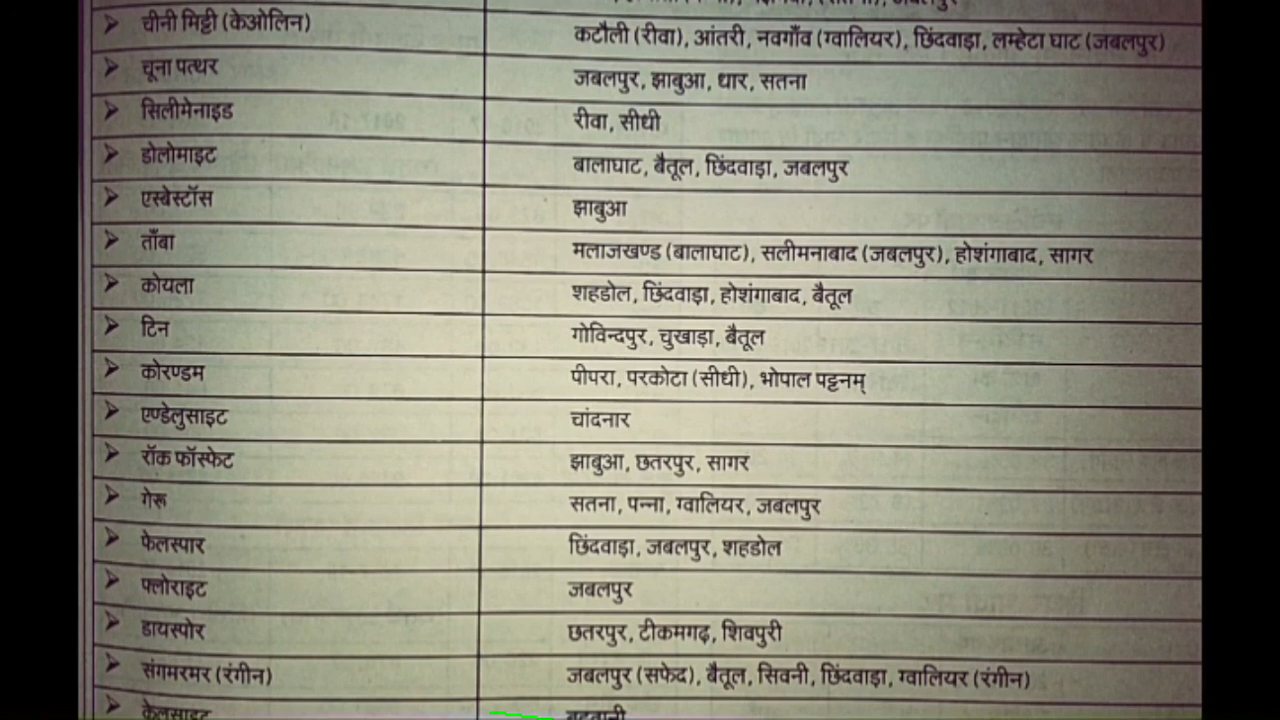 चीनी मिट्टी (केओलिन) कटौली (रीवा), आंतरी, नवगाँव (ग्वालियर), छिंदवाड़ा, लम्हेटा घाट (जबलपुर)
चूना पत्थर जबलपुर, झाबुआ, धार, सतना
सिलीमेनाइड रीवा, सीधी
डोलोमाइट बालाघाट, बैतूल, छिंदवाड़ा, जबलपुर
एस्बेस्टॉस झाबुआ
ताँबा मलाजखण्ड (बालाघाट), सलीमनाबाद (जबलपुर), होशंगाबाद, सागर
कोयला शहडोल, छिंदवाड़ा, होशंगाबाद, बैतूल
टिन गोविन्दपुर, चुखाड़ा, बैतूल
कोरण्डम पीपरा, परकोटा (सीधी), भोपाल पट्टनम्
एण्डेलुसाइट चांदनार
रॉक फॉस्फेट झाबुआ, छतरपुर, सागर
गेरू सतना, पन्ना, ग्वालियर, जबलपुर
फेलस्पार छिंदवाड़ा, जबलपुर, शहडोल
फ्लोराइट जबलपुर
डायस्पोर छतरपुर, टीकमगढ़, शिवपुरी
संगमरमर (रंगीन) जबलपुर (सफेद), बैतूल, सिवनी, छिंदवाड़ा, ग्वालियर (रंगीन)
केलसाइट